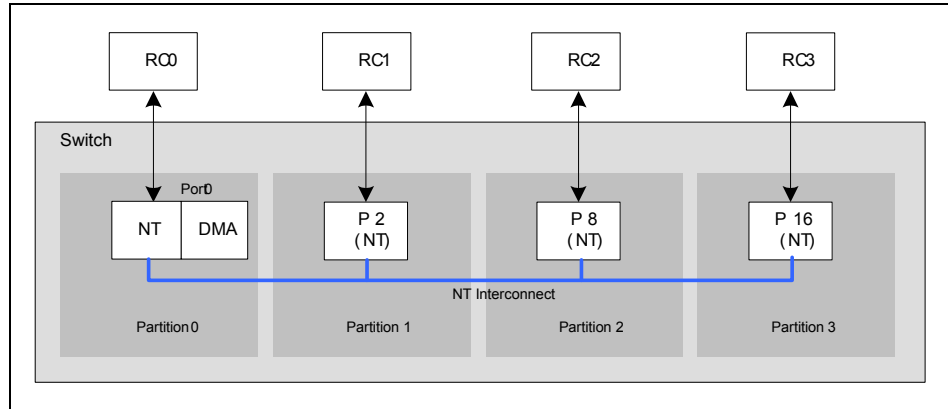 RC0
RC1
RC2
RC3
Switch
Port0
NT
DMA
P 2
(NT)
P 8
(NT)
P 16
(NT)
NT Interconnect
Partition 0
Partition 1
Partition 2
Partition 3